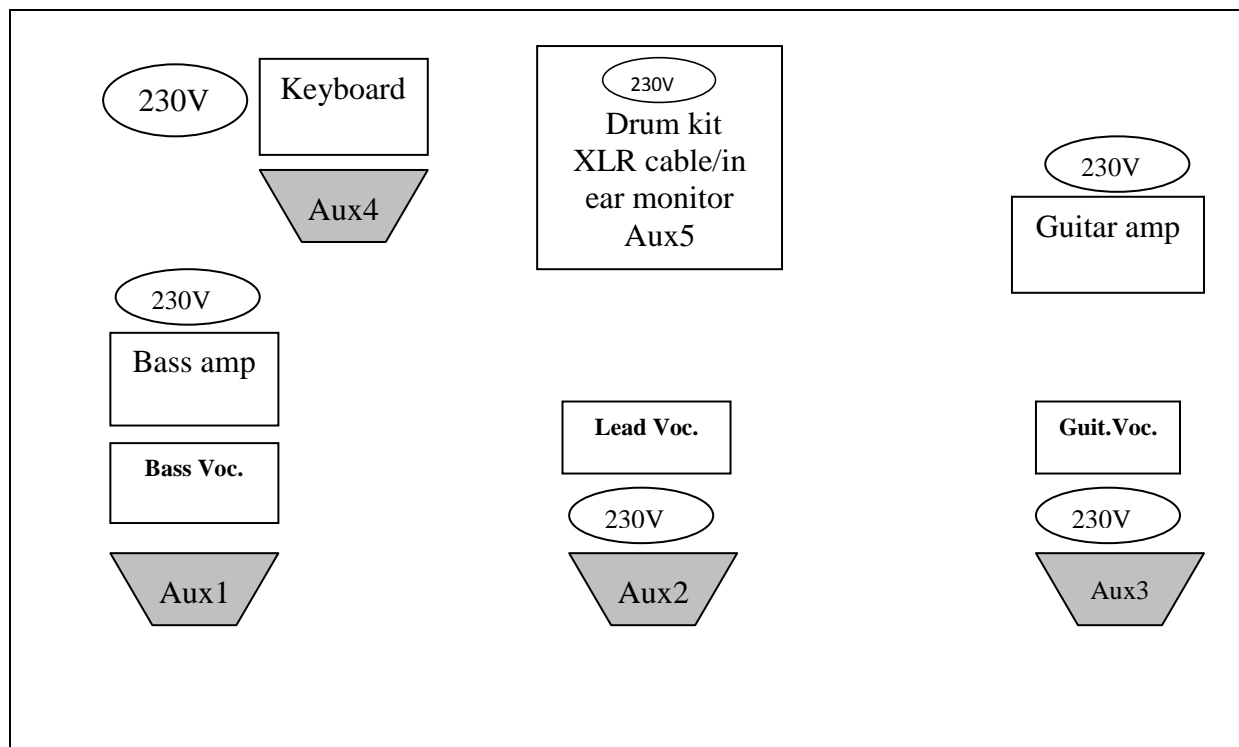 230V
Keyboard
Aux4
230V
Drum kit
XLR cable/in
ear monitor
Aux5
230V
Guitar amp
230V
Bass amp
Bass Voc.
Aux1
Lead Voc.
230V
Aux2
Guit.Voc.
230V
Aux3